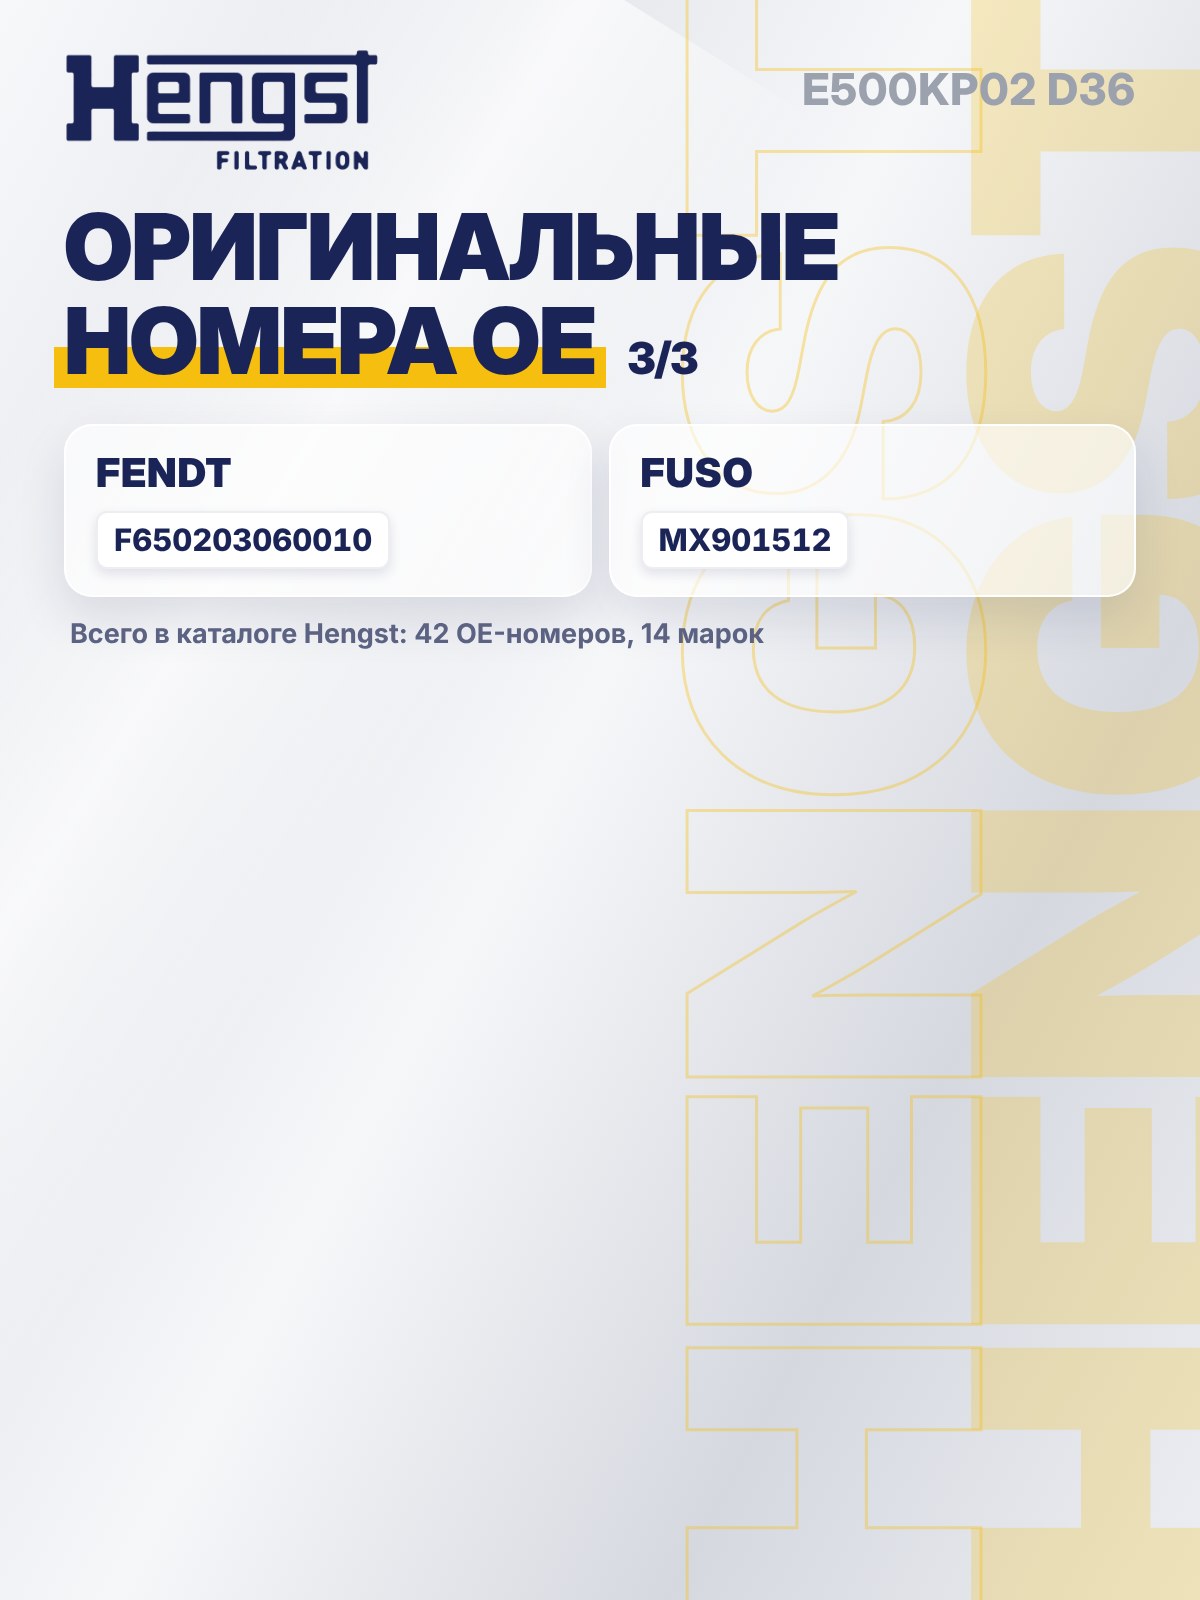 Hengst
FILTRATION
E500KP02 D36
ОРИГИНАЛЬНЫЕ
НОМЕРА ОЕ 3/3
FENDT
F650203060010
FUSO
MX901512
Всего в каталоге Hengst: 42 ОЕ-номеров, 14 марок
HENGST
HENGST